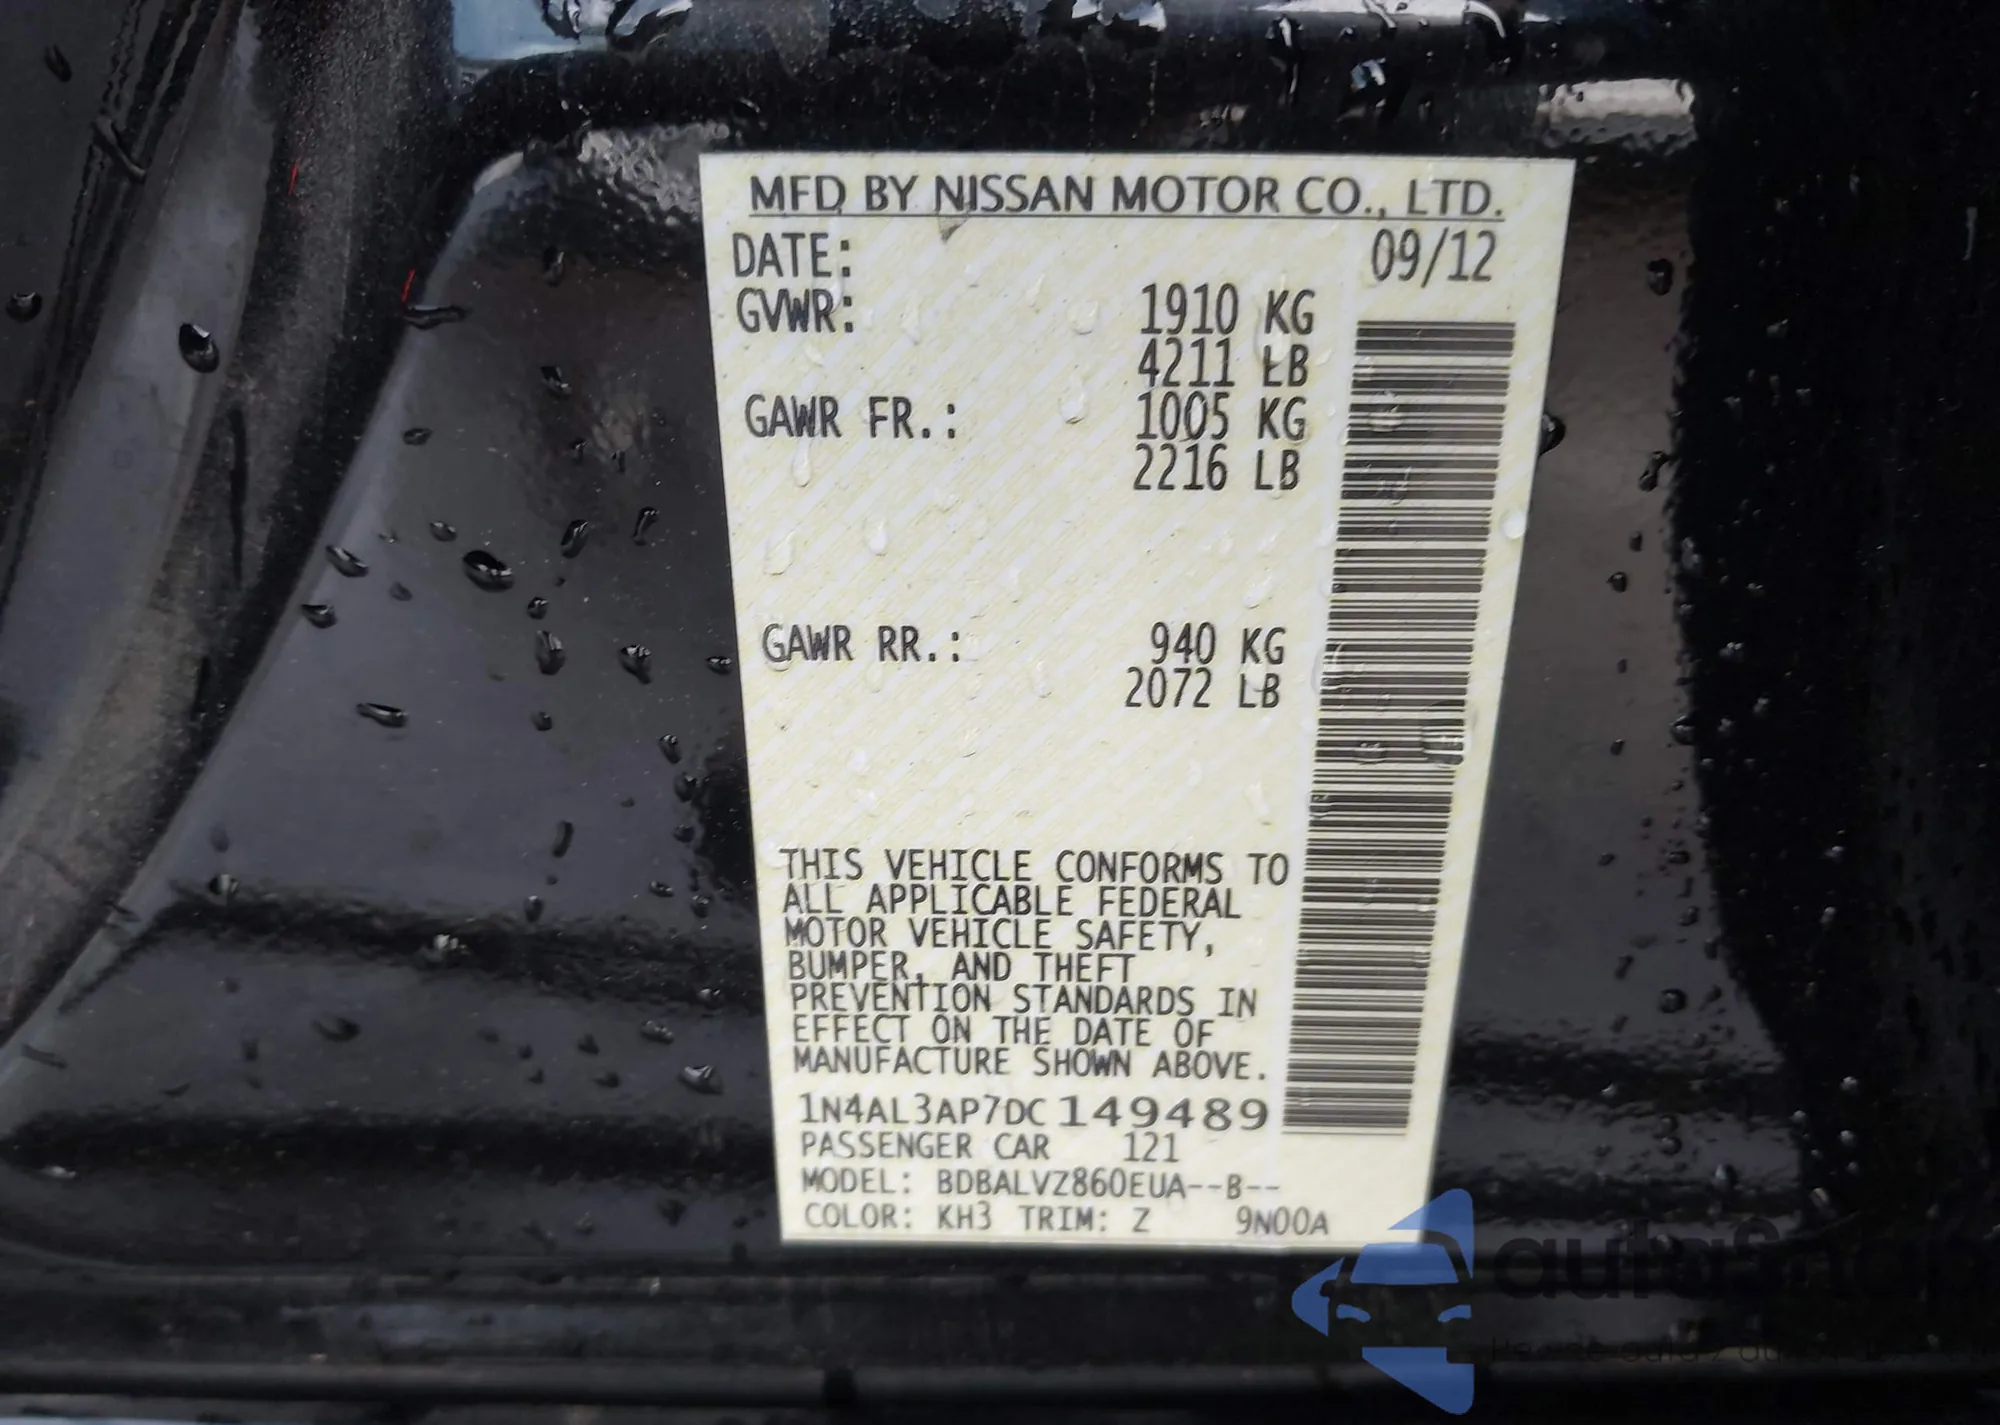 MFD BY NISSAN MOTOR CO., LTD.
DATE: 09/12
GVWR: 1910 KG
4211 LB
GAWR FR.: 1005 KG
2216 LB
GAWR RR.: 940 KG
2072 LB
THIS VEHICLE CONFORMS TO
ALL APPLICABLE FEDERAL
MOTOR VEHICLE SAFETY,
BUMPER, AND THEFT
PREVENTION STANDARDS IN
EFFECT ON THE DATE OF
MANUFACTURE SHOWN ABOVE.
1N4AL3AP7DC149489
PASSENGER CAR 121
MODEL: BDBALVZ860EUA--B--
COLOR: KH3 TRIM: Z 9N00A